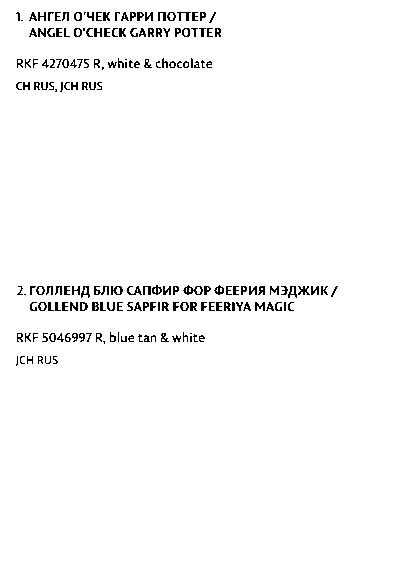 1. АНГЕЛ О'ЧЕК ГАРРИ ПОТТЕР /
ANGEL O'CHECK GARRY POTTER
RKF 4270475 R, white & chocolate
CH RUS, JCH RUS
2. ГОЛЛЕНД БЛЮ САПФИР ФОР ФЕЕРИЯ МЭДЖИК /
GOLLEND BLUE SAPFIR FOR FEERIYA MAGIC
RKF 5046997 R, blue tan & white
JCH RUS